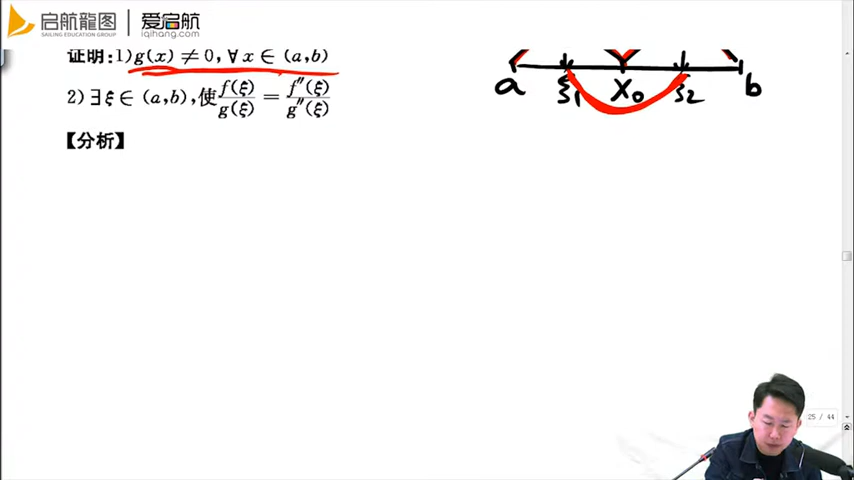 启航龍图 爱启航
SAILING EDUCATION GROUP iqihang.com
证明:1)g(x)≠0,∀x∈(a,b)
a ξ1 x0 ξ2 b
2)∃ξ∈(a,b),使f(ξ)/g(ξ)=f″(ξ)/g″(ξ)
【分析】
25 / 44